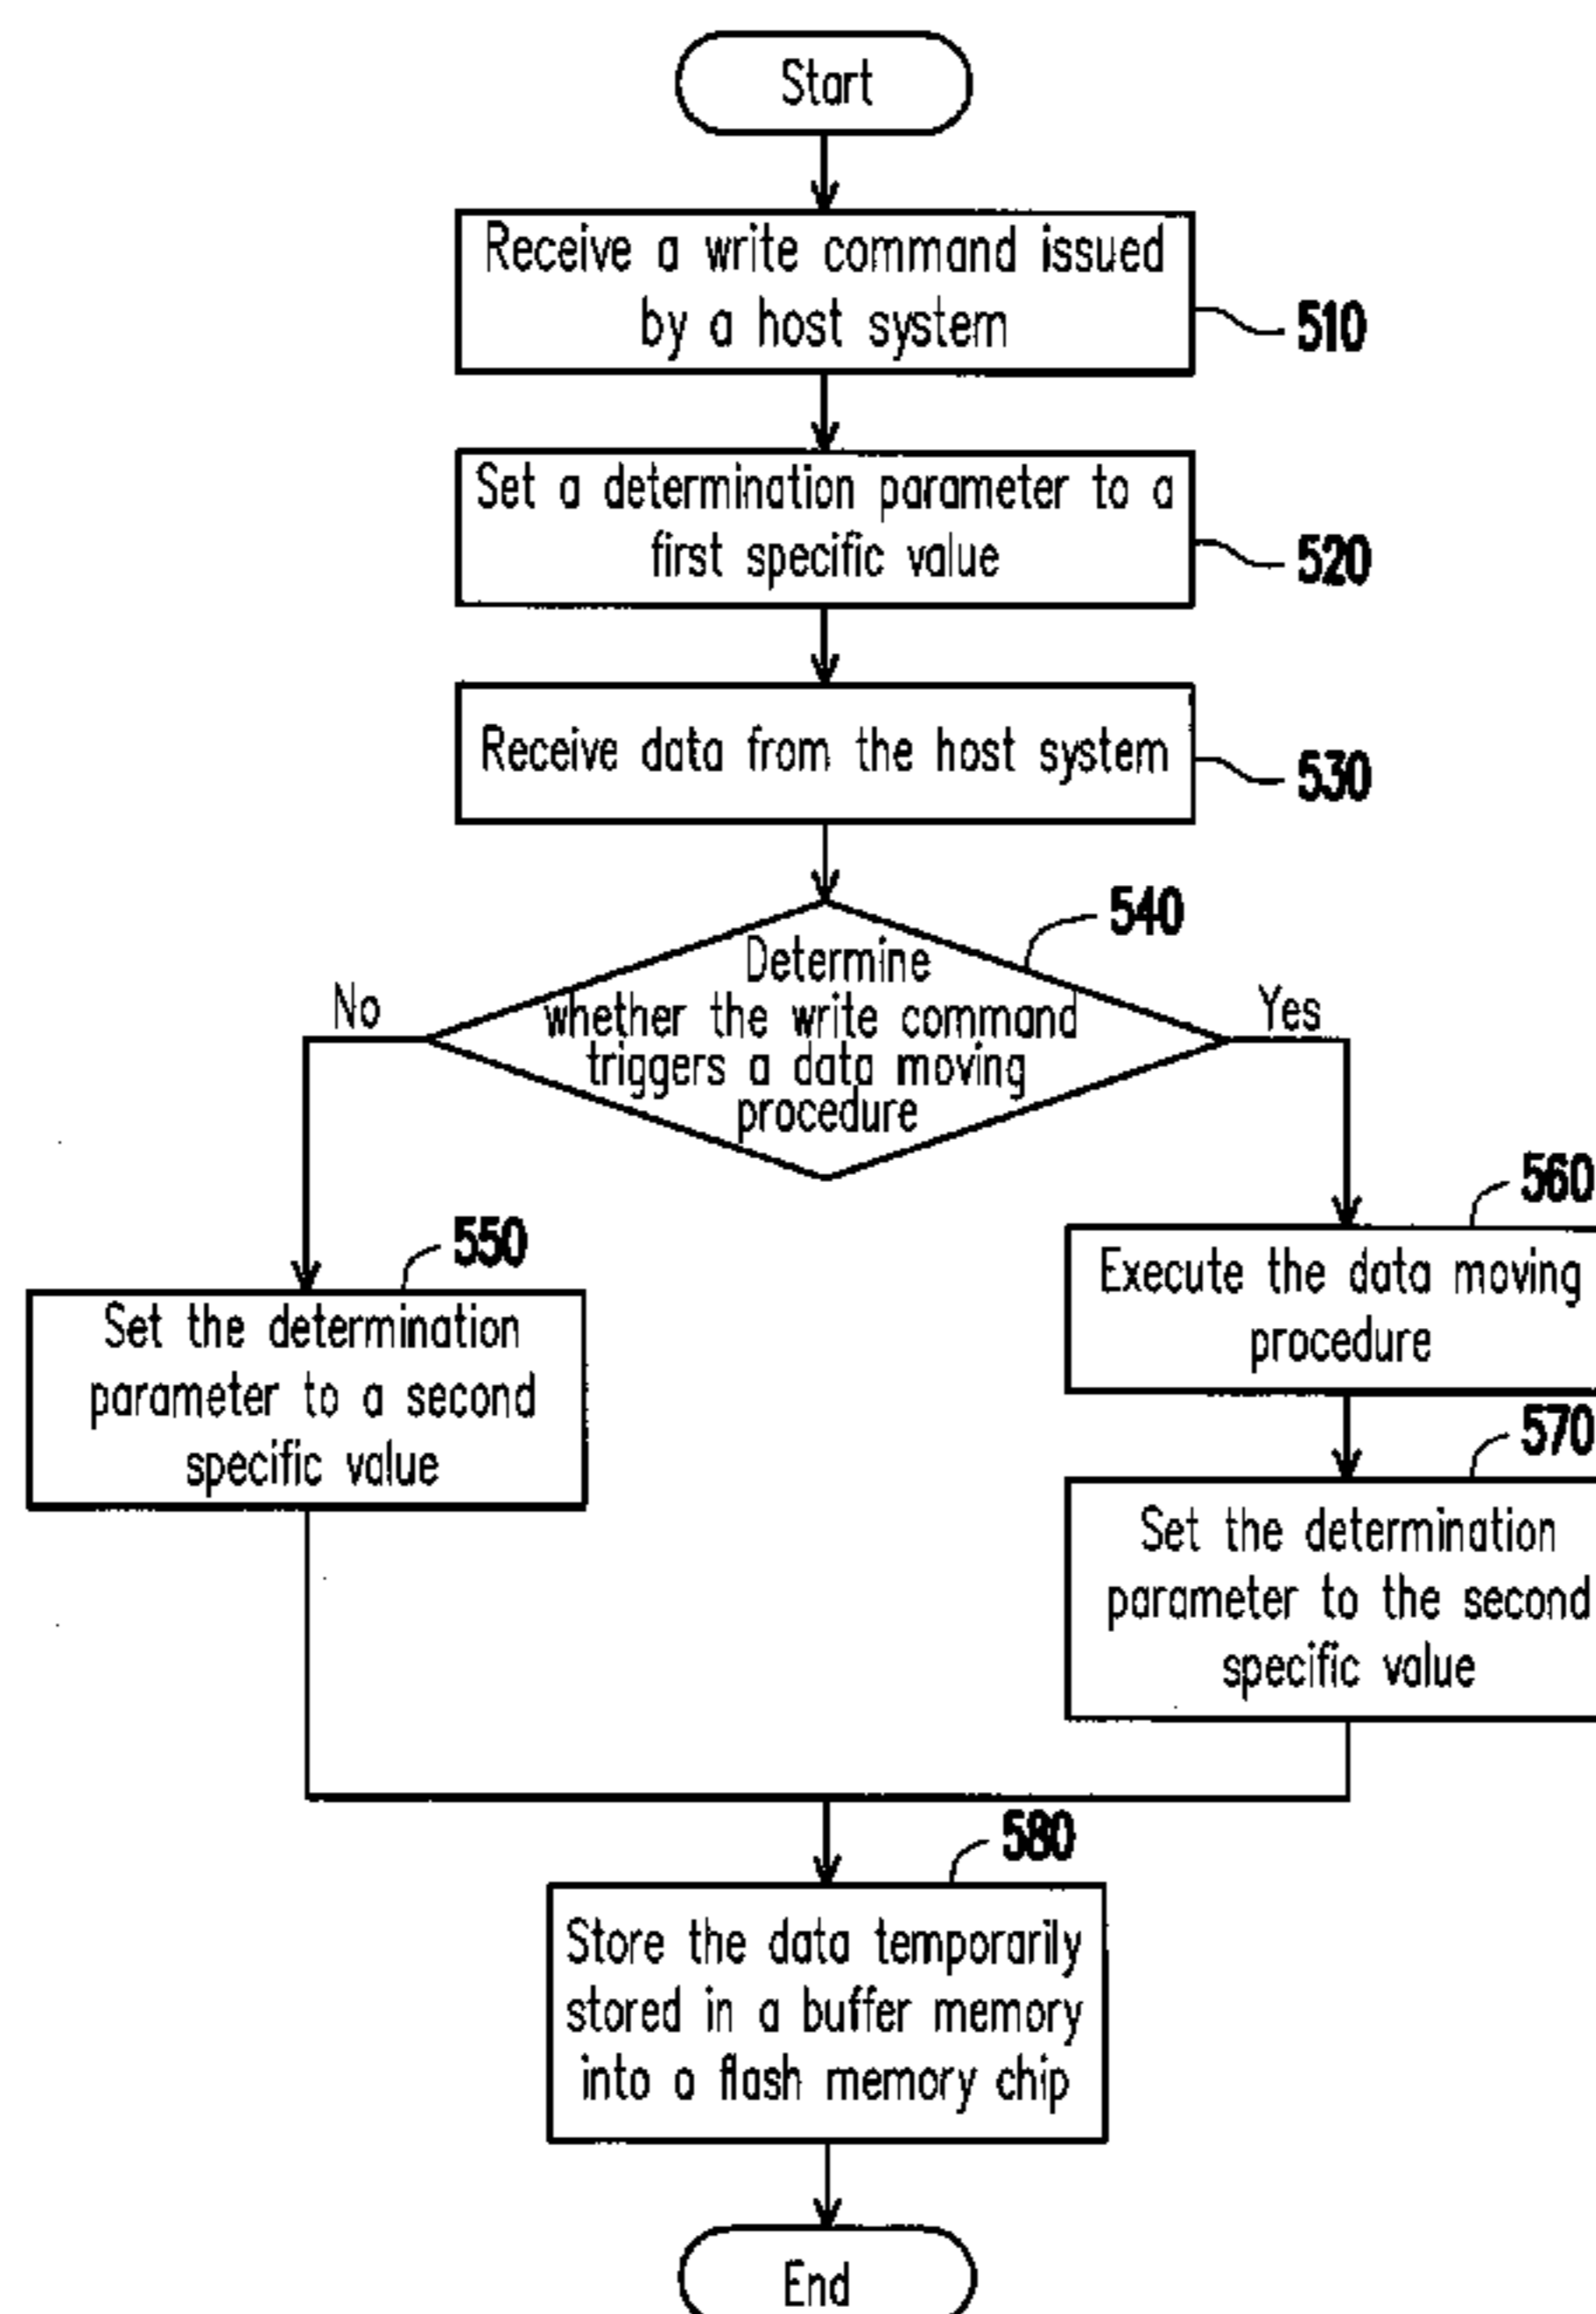 Start
Receive a write command issued
by a host system
510
Set a determination parameter to a
first specific value
520
Receive data from the host system
530
540
Determine
whether the write command
triggers a data moving
procedure
No
Yes
550
Set the determination
parameter to a second
specific value
560
Execute the data moving
procedure
570
Set the determination
parameter to the second
specific value
580
Store the data temporarily
stored in a buffer memory
into a flash memory chip
End